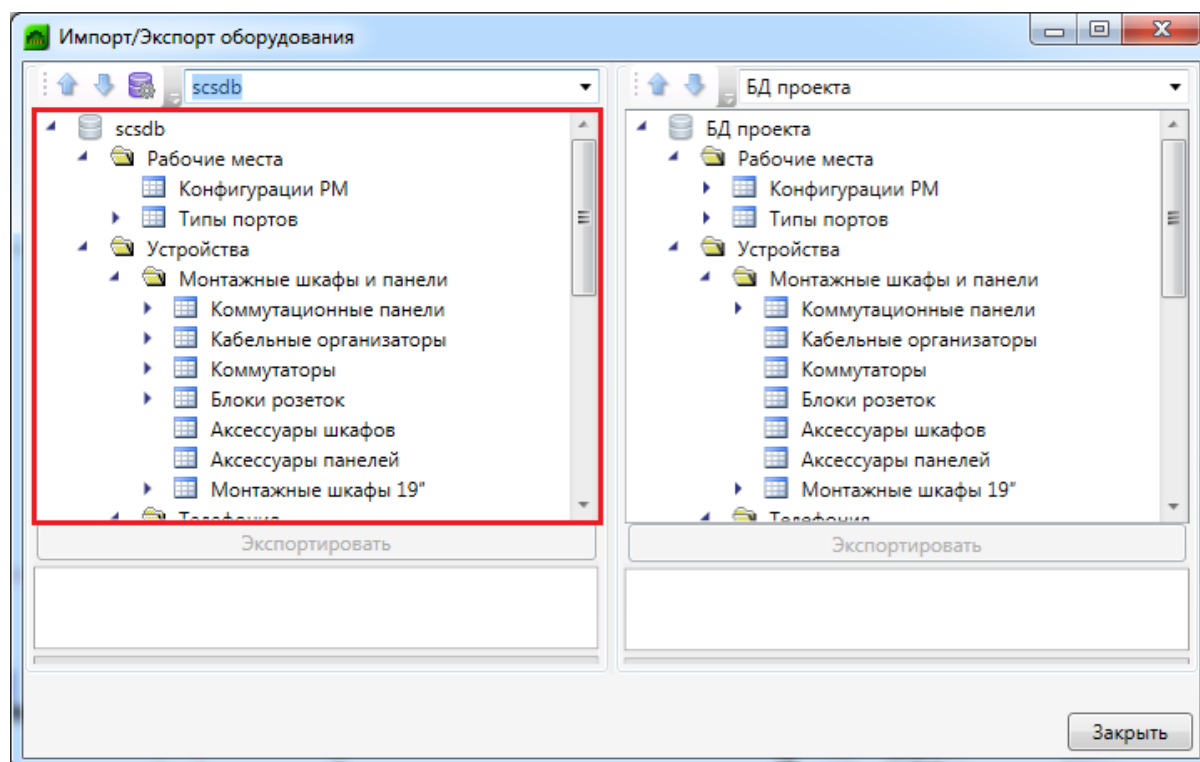 Импорт/Экспорт оборудования
scsdb
scsdb
Рабочие места
Конфигурации РМ
Типы портов
Устройства
Монтажные шкафы и панели
Коммутационные панели
Кабельные организаторы
Коммутаторы
Блоки розеток
Аксессуары шкафов
Аксессуары панелей
Монтажные шкафы 19"
Телефония
Экспортировать
БД проекта
БД проекта
Рабочие места
Конфигурации РМ
Типы портов
Устройства
Монтажные шкафы и панели
Коммутационные панели
Кабельные организаторы
Коммутаторы
Блоки розеток
Аксессуары шкафов
Аксессуары панелей
Монтажные шкафы 19"
Телефония
Экспортировать
Закрыть